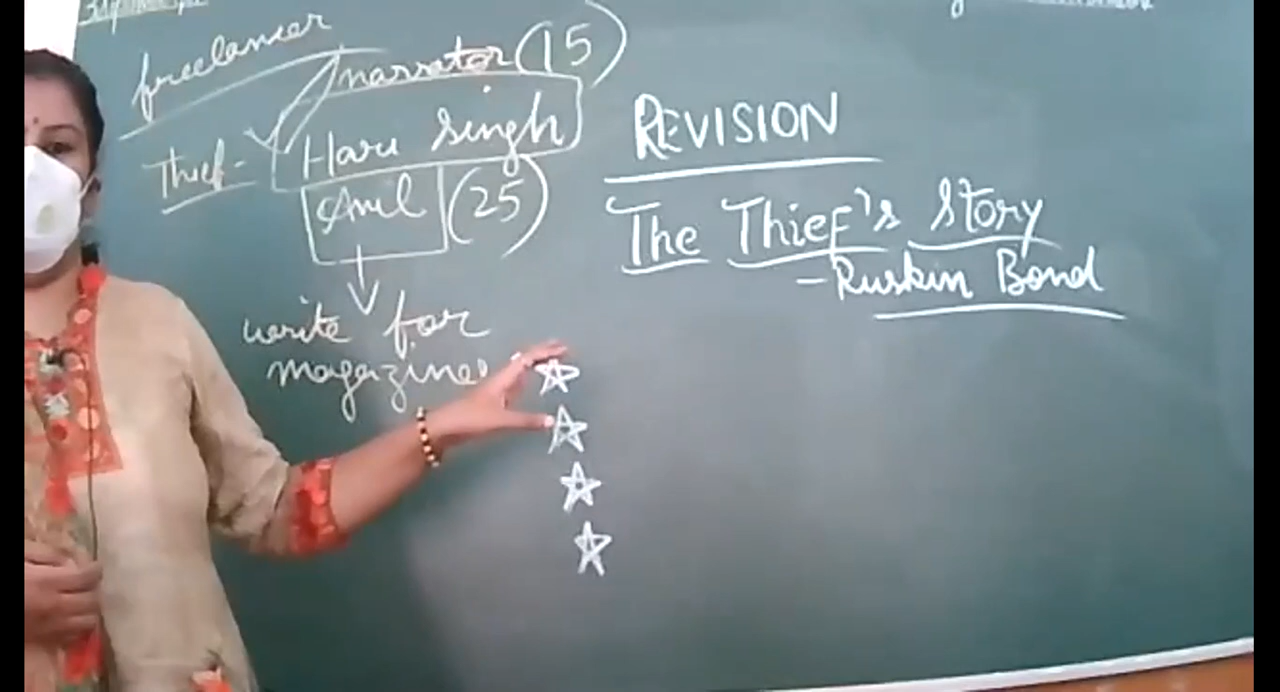 freelancer
narrator (15)
Thief - Hari Singh
Anil (25)
write for
magazines
REVISION
The Thief's Story
- Ruskin Bond